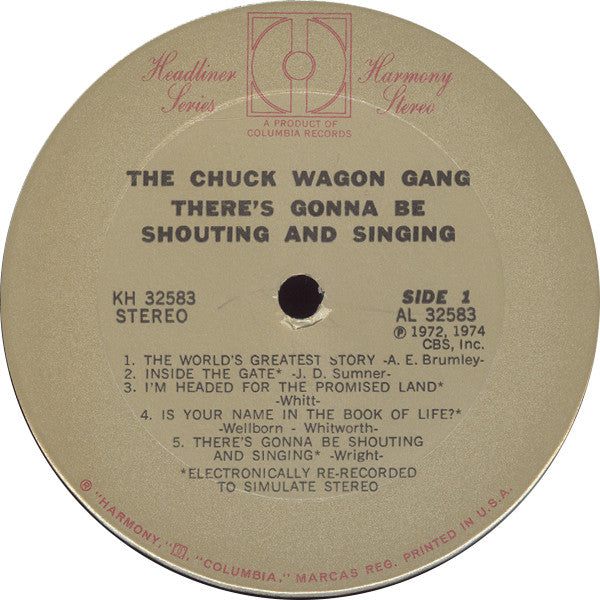 Headliner Series
Harmony Stereo
A PRODUCT OF
COLUMBIA RECORDS
THE CHUCK WAGON GANG
THERE'S GONNA BE
SHOUTING AND SINGING
KH 32583
STEREO
SIDE 1
AL 32583
℗ 1972, 1974
CBS, Inc.
1. THE WORLD'S GREATEST STORY -A. E. Brumley-
2. INSIDE THE GATE* -J. D. Sumner-
3. I'M HEADED FOR THE PROMISED LAND*
-Whitt-
4. IS YOUR NAME IN THE BOOK OF LIFE?*
-Wellborn - Whitworth-
5. THERE'S GONNA BE SHOUTING
AND SINGING* -Wright-
*ELECTRONICALLY RE-RECORDED
TO SIMULATE STEREO
® "HARMONY," "COLUMBIA," MARCAS REG. PRINTED IN U.S.A.